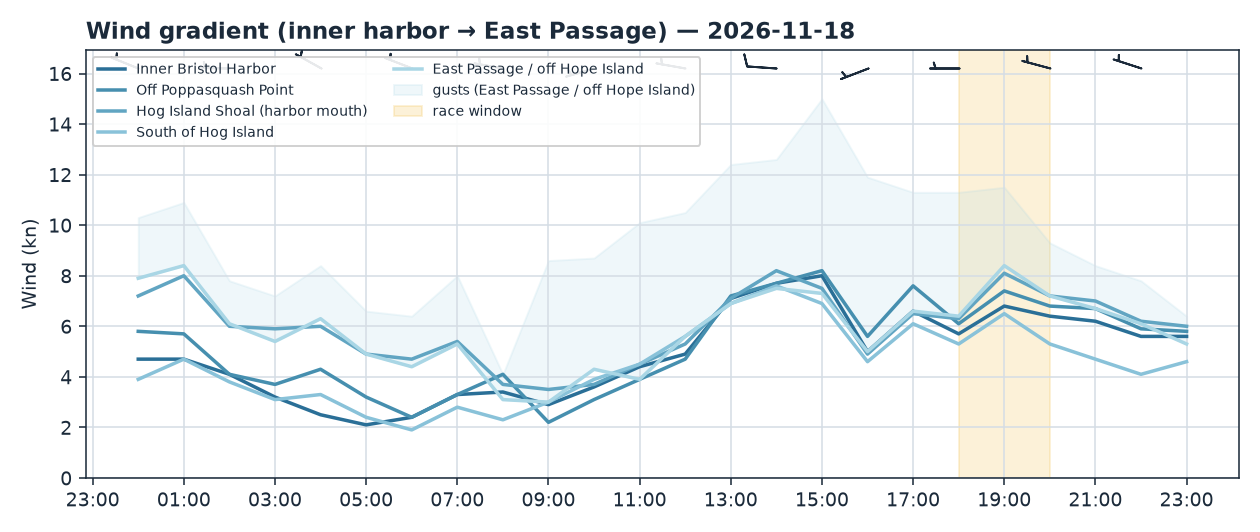 Wind gradient (inner harbor → East Passage) — 2026-11-18
Inner Bristol Harbor
Off Poppasquash Point
Hog Island Shoal (harbor mouth)
South of Hog Island
East Passage / off Hope Island
gusts (East Passage / off Hope Island)
race window
Wind (kn)
16
14
12
10
8
6
4
2
0
23:00 01:00 03:00 05:00 07:00 09:00 11:00 13:00 15:00 17:00 19:00 21:00 23:00